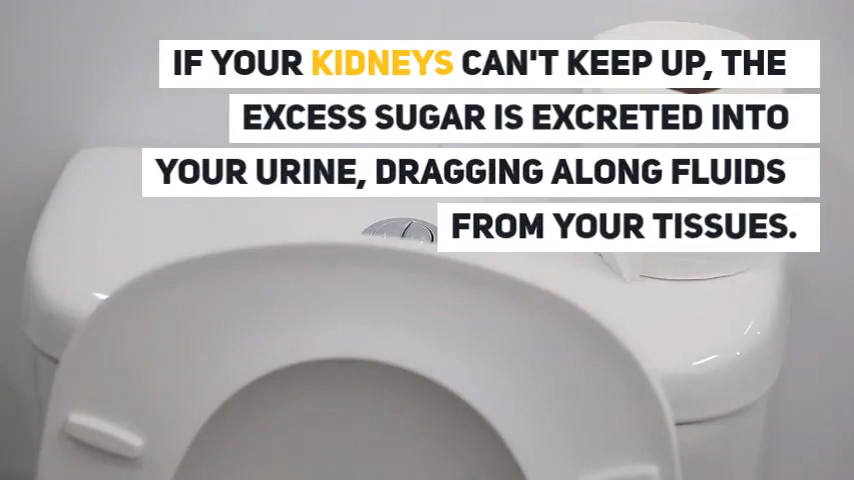 IF YOUR KIDNEYS CAN'T KEEP UP, THE
EXCESS SUGAR IS EXCRETED INTO
YOUR URINE, DRAGGING ALONG FLUIDS
FROM YOUR TISSUES.